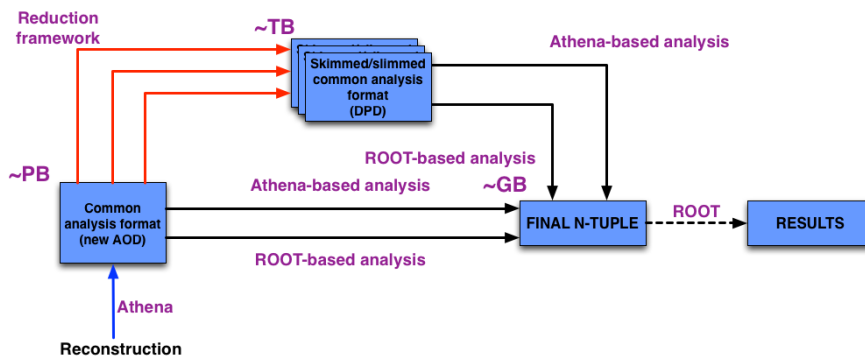 Reduction
framework
~TB
Athena-based analysis
Skimmed/slimmed
common analysis
format
(DPD)
ROOT-based analysis
~PB
Athena-based analysis
~GB
Common
analysis format
(new AOD)
FINAL N-TUPLE
ROOT
RESULTS
ROOT-based analysis
Athena
Reconstruction